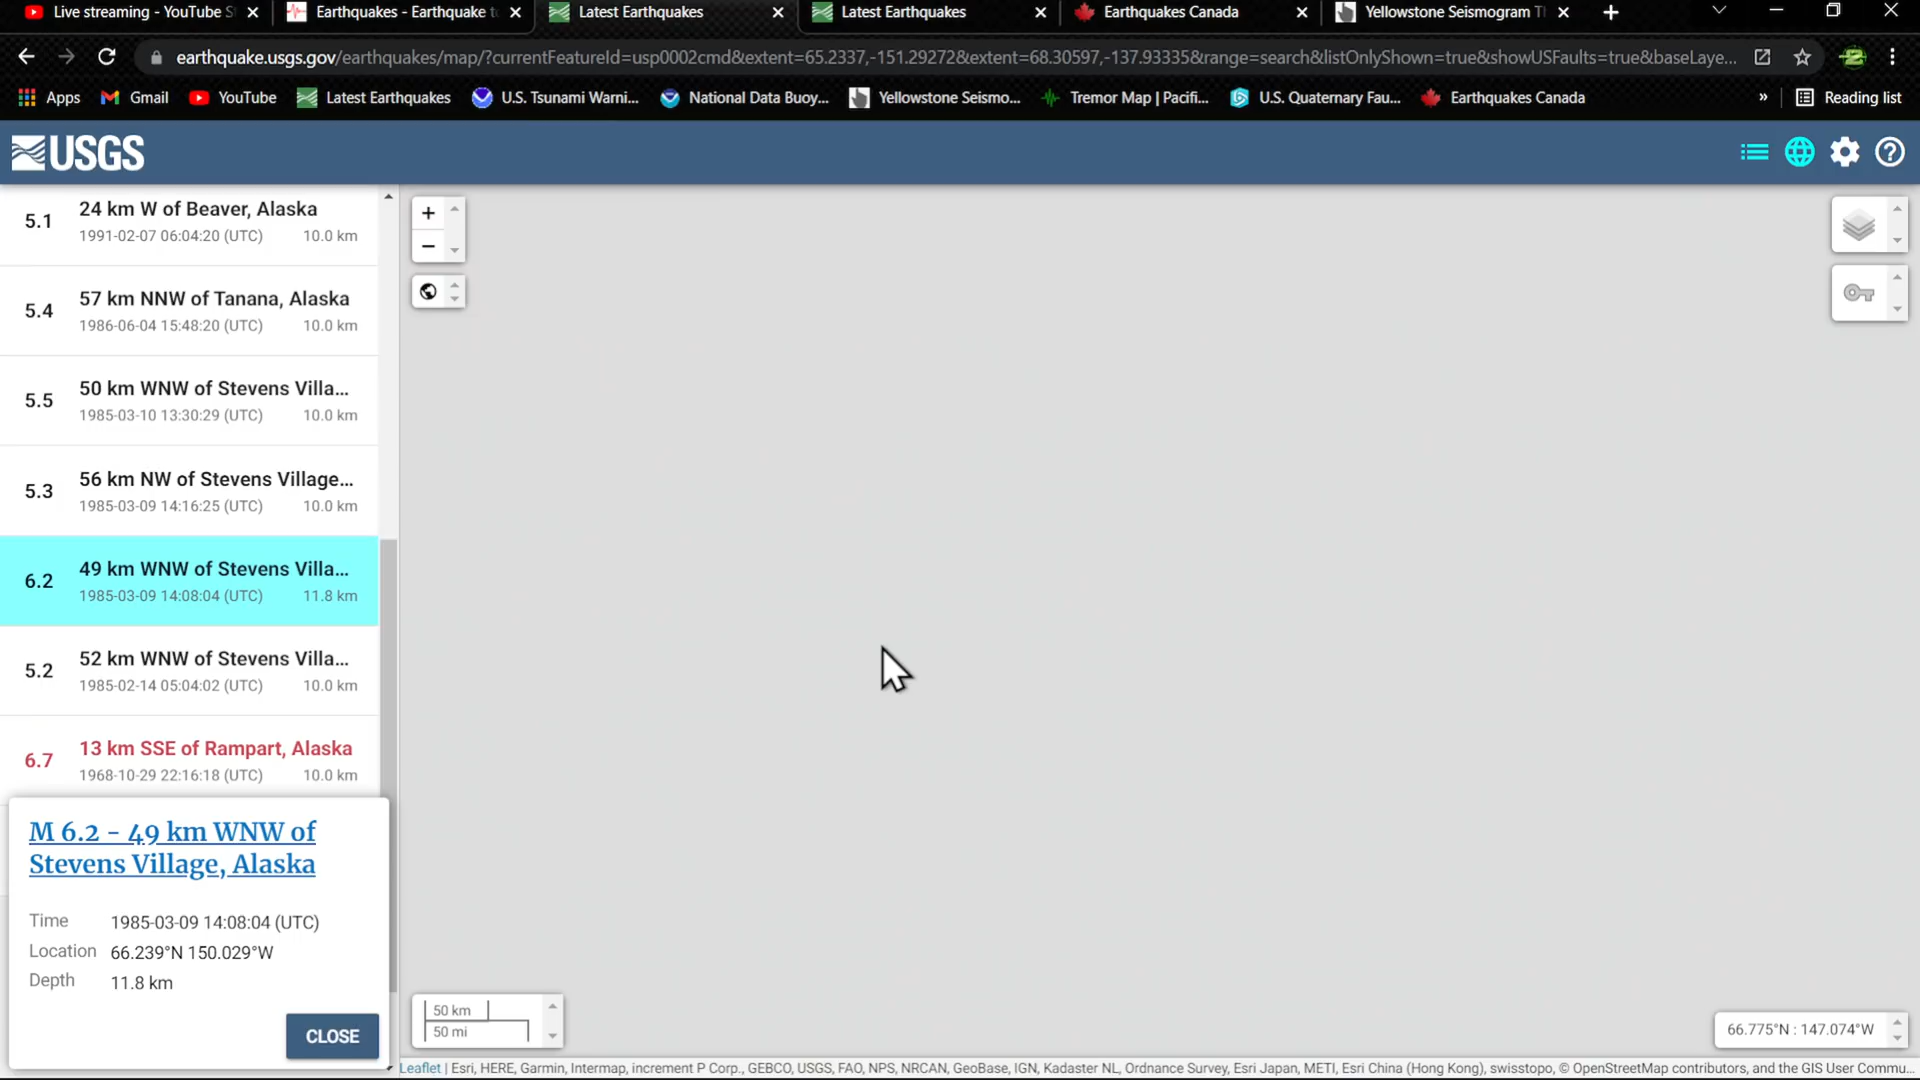 Live streaming - YouTube S
Earthquakes - Earthquake to
Latest Earthquakes
Latest Earthquakes
Earthquakes Canada
Yellowstone Seismogram Th
earthquake.usgs.gov/earthquakes/map/?currentFeatureId=usp0002cmd&extent=65.2337,-151.29272&extent=68.30597,-137.93335&range=search&listOnlyShown=true&showUSFaults=true&baseLaye...
Apps
Gmail
YouTube
Latest Earthquakes
U.S. Tsunami Warni...
National Data Buoy...
Yellowstone Seismo...
Tremor Map | Pacifi...
U.S. Quaternary Fau...
Earthquakes Canada
»
Reading list
USGS
5.1 24 km W of Beaver, Alaska
1991-02-07 06:04:20 (UTC) 10.0 km
5.4 57 km NNW of Tanana, Alaska
1986-06-04 15:48:20 (UTC) 10.0 km
5.5 50 km WNW of Stevens Villa...
1985-03-10 13:30:29 (UTC) 10.0 km
5.3 56 km NW of Stevens Village...
1985-03-09 14:16:25 (UTC) 10.0 km
6.2 49 km WNW of Stevens Villa...
1985-03-09 14:08:04 (UTC) 11.8 km
5.2 52 km WNW of Stevens Villa...
1985-02-14 05:04:02 (UTC) 10.0 km
6.7 13 km SSE of Rampart, Alaska
1968-10-29 22:16:18 (UTC) 10.0 km
M 6.2 - 49 km WNW of
Stevens Village, Alaska
Time 1985-03-09 14:08:04 (UTC)
Location 66.239°N 150.029°W
Depth 11.8 km
CLOSE
+
−
50 km
50 mi
66.775°N : 147.074°W
Leaflet | Esri, HERE, Garmin, Intermap, increment P Corp., GEBCO, USGS, FAO, NPS, NRCAN, GeoBase, IGN, Kadaster NL, Ordnance Survey, Esri Japan, METI, Esri China (Hong Kong), swisstopo, © OpenStreetMap contributors, and the GIS User Commu...